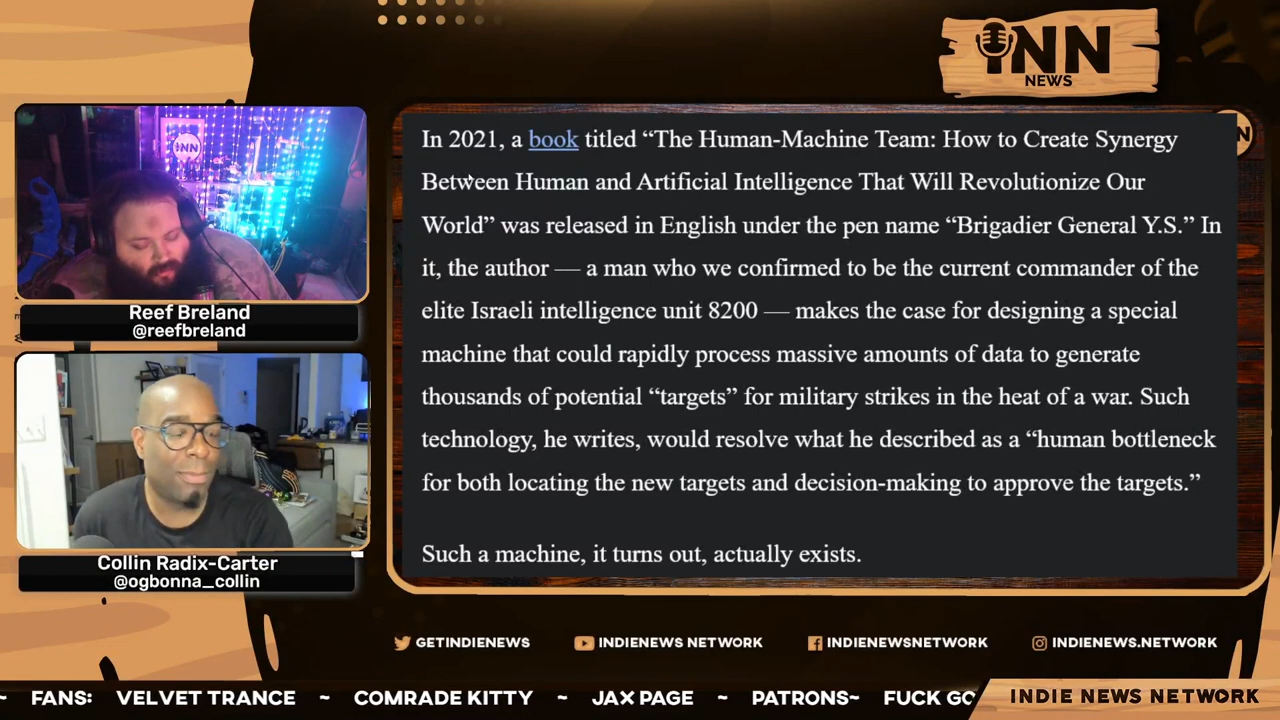 iNN
NEWS
In 2021, a book titled “The Human-Machine Team: How to Create Synergy
Between Human and Artificial Intelligence That Will Revolutionize Our
World” was released in English under the pen name “Brigadier General Y.S.” In
it, the author — a man who we confirmed to be the current commander of the
elite Israeli intelligence unit 8200 — makes the case for designing a special
machine that could rapidly process massive amounts of data to generate
thousands of potential “targets” for military strikes in the heat of a war. Such
technology, he writes, would resolve what he described as a “human bottleneck
for both locating the new targets and decision-making to approve the targets.”
Such a machine, it turns out, actually exists.
iNN
Reef Breland
@reefbreland
Collin Radix-Carter
@ogbonna_collin
GETINDIENEWS INDIENEWS NETWORK INDIENEWSNETWORK INDIENEWS.NETWORK
~ FANS: VELVET TRANCE ~ COMRADE KITTY ~ JAX PAGE ~ PATRONS~ FUCK GO
INDIE NEWS NETWORK